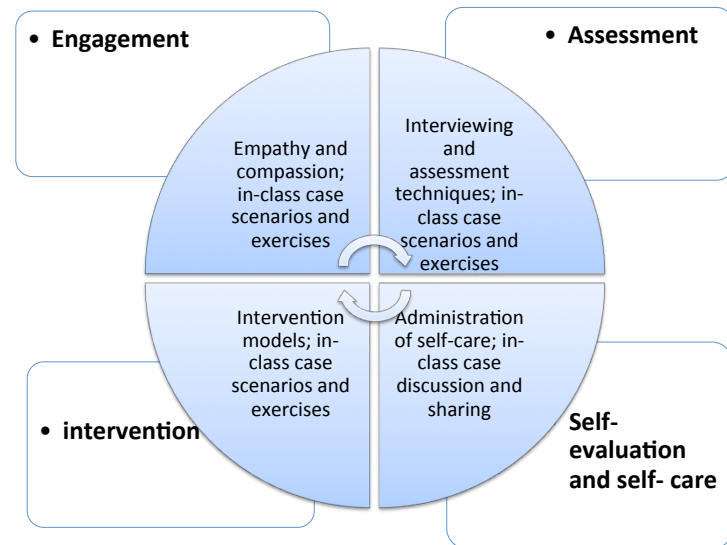 • Engagement
Empathy and
compassion;
in-class case
scenarios and
exercises
• Assessment
Interviewing
and
assessment
techniques; in-
class case
scenarios and
exercises
• intervention
Intervention
models; in-
class case
scenarios and
exercises
Self-
evaluation
and self- care
Administration
of self-care; in-
class case
discussion and
sharing